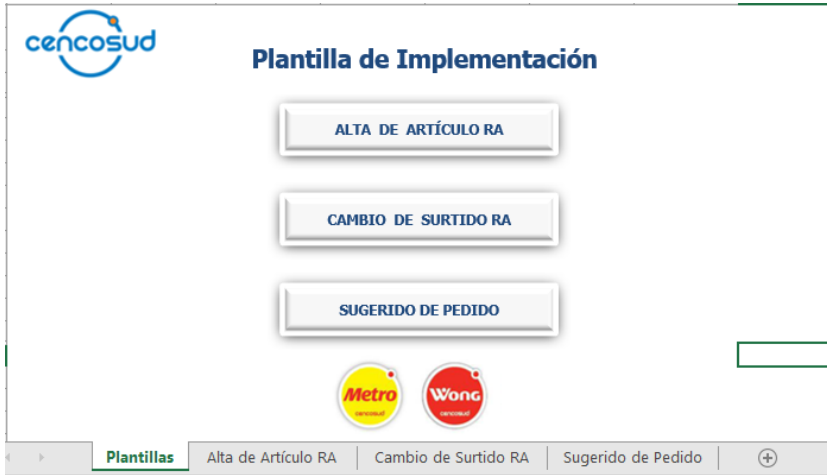 cencosud
Plantilla de Implementación
ALTA DE ARTÍCULO RA
CAMBIO DE SURTIDO RA
SUGERIDO DE PEDIDO
Metro
cencosud
Wong
cencosud
Plantillas
Alta de Artículo RA
Cambio de Surtido RA
Sugerido de Pedido